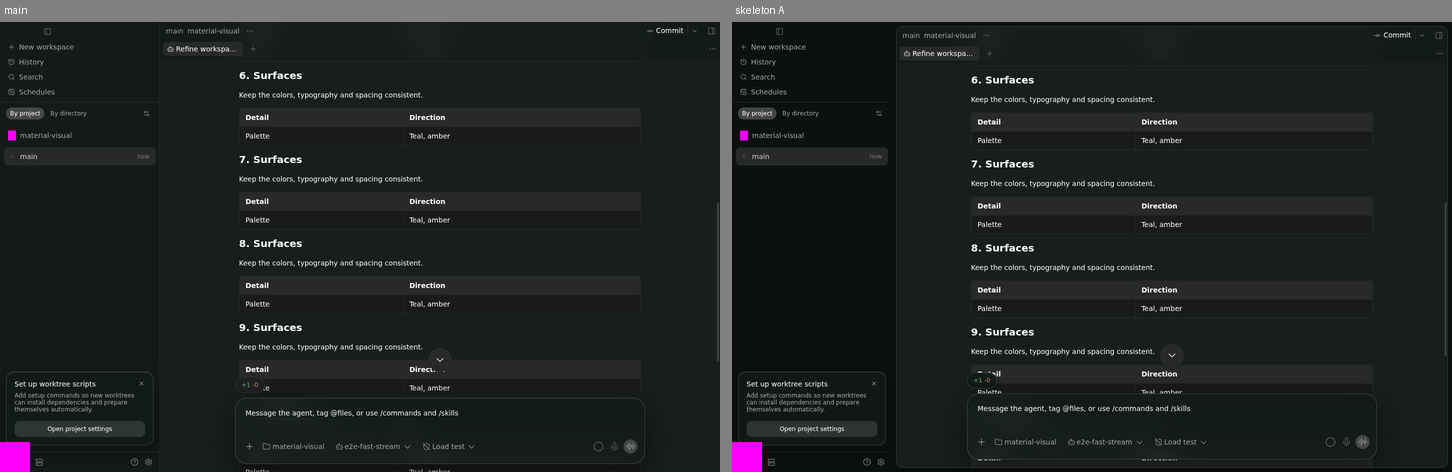 main
New workspace
History
Search
Schedules
By project By directory
material-visual
main now
Set up worktree scripts
Add setup commands so new worktrees
can install dependencies and prepare
themselves automatically.
Open project settings
main material-visual ... Commit
Refine workspa...
6. Surfaces
Keep the colors, typography and spacing consistent.
Detail Direction
Palette Teal, amber
7. Surfaces
Keep the colors, typography and spacing consistent.
Detail Direction
Palette Teal, amber
8. Surfaces
Keep the colors, typography and spacing consistent.
Detail Direction
Palette Teal, amber
9. Surfaces
Keep the colors, typography and spacing consistent.
Detail
+1 -0 Teal, amber
Message the agent, tag @files, or use /commands and /skills
material-visual e2e-fast-stream Load test
Palette Teal, amber
skeleton A
New workspace
History
Search
Schedules
By project By directory
material-visual
main now
Set up worktree scripts
Add setup commands so new worktrees
can install dependencies and prepare
themselves automatically.
Open project settings
main material-visual ... Commit
Refine workspa...
6. Surfaces
Keep the colors, typography and spacing consistent.
Detail Direction
Palette Teal, amber
7. Surfaces
Keep the colors, typography and spacing consistent.
Detail Direction
Palette Teal, amber
8. Surfaces
Keep the colors, typography and spacing consistent.
Detail Direction
Palette Teal, amber
9. Surfaces
Keep the colors, typography and spacing consistent.
Direction
+1 -0
Palette Teal, amber
Message the agent, tag @files, or use /commands and /skills
material-visual e2e-fast-stream Load test